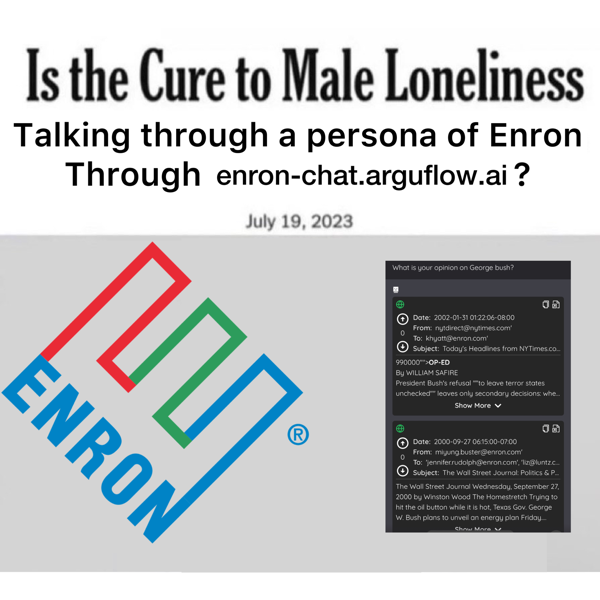 Is the Cure to Male Loneliness
Talking through a persona of Enron
Through enron-chat.arguflow.ai ?
July 19, 2023
ENRON
®
What is your opinion on George bush?
Date: 2002-01-31 01:22:06-08:00
From: nytdirect@nytimes.com'
0
To: khyatt@enron.com'
Subject: Today's Headlines from NYTimes.co...
990000"">OP-ED
By WILLIAM SAFIRE
President Bush's refusal ""to leave terror states
unchecked"" leaves only secondary decisions: whe...
Show More
Date: 2000-09-27 06:15:00-07:00
From: miyung.buster@enron.com'
0
To: 'jennifer.rudolph@enron.com', 'liz@luntz.c...
Subject: The Wall Street Journal: Politics & P...
The Wall Street Journal Wednesday, September 27,
2000 by Winston Wood The Homestretch Trying to
hit the oil button while it is hot, Texas Gov. George
W. Bush plans to unveil an energy plan Friday....
Show More